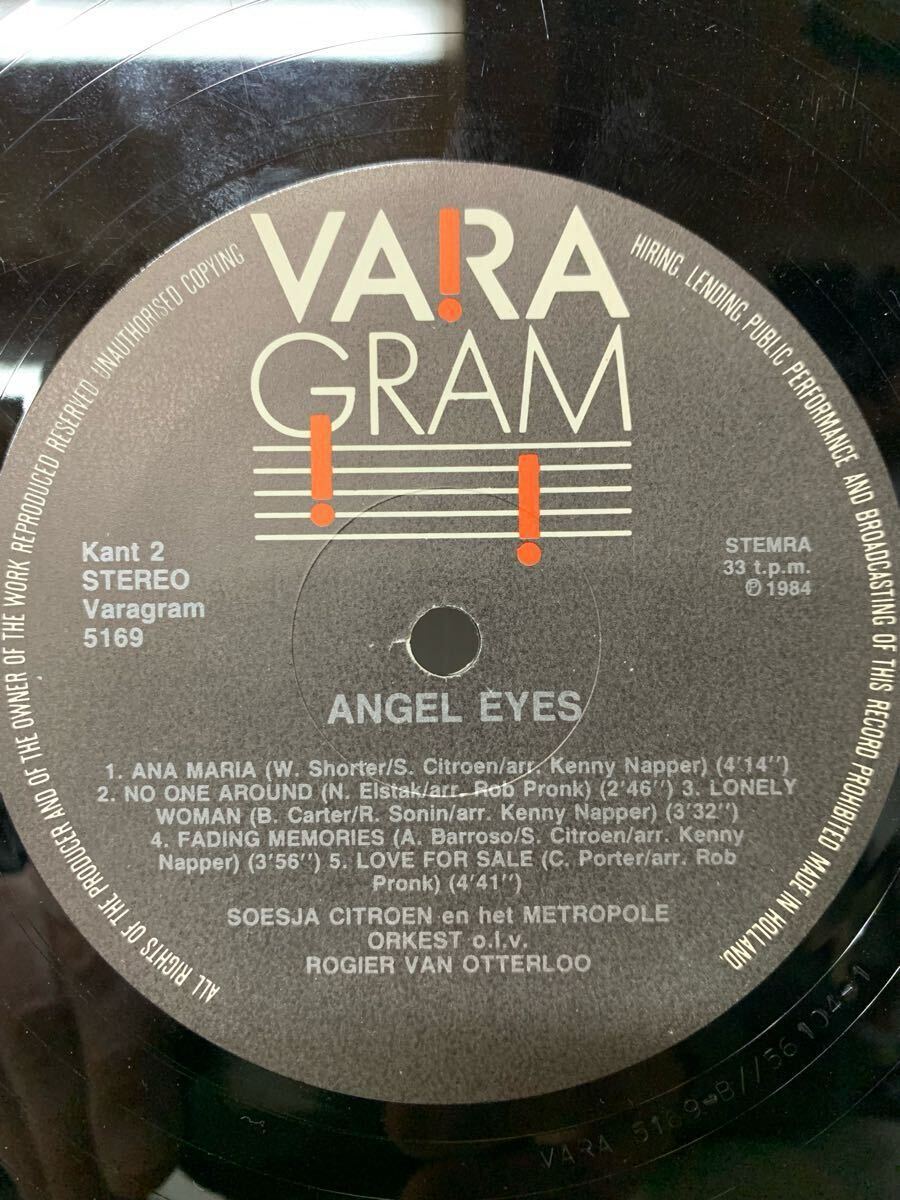 VARA
GRAM
ALL RIGHTS OF THE PRODUCER AND OF THE OWNER OF THE WORK REPRODUCED RESERVED UNAUTHORISED COPYING
HIRING, LENDING, PUBLIC PERFORMANCE AND BROADCASTING OF THIS RECORD PROHIBITED MADE IN HOLLAND.
Kant 2
STEREO
Varagram
5169
STEMRA
33 t.p.m.
℗ 1984
ANGEL EYES
1. ANA MARIA (W. Shorter/S. Citroen/arr. Kenny Napper) (4'14'')
2. NO ONE AROUND (N. Elstak/arr. Rob Pronk) (2'46'') 3. LONELY
WOMAN (B. Carter/R. Sonin/arr. Kenny Napper) (3'32'')
4. FADING MEMORIES (A. Barroso/S. Citroen/arr. Kenny
Napper) (3'56'') 5. LOVE FOR SALE (C. Porter/arr. Rob
Pronk) (4'41'')
SOESJA CITROEN en het METROPOLE
ORKEST o.l.v.
ROGIER VAN OTTERLOO
VARA 5169-B//56 104-1